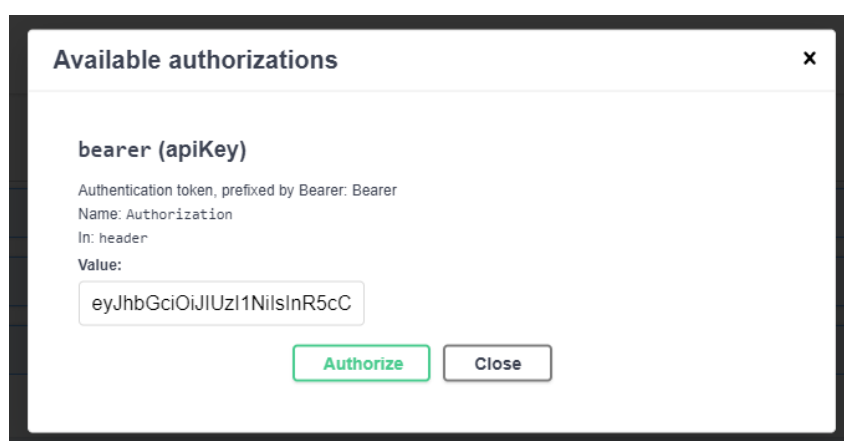 Available authorizations
×
bearer (apiKey)
Authentication token, prefixed by Bearer: Bearer
Name: Authorization
In: header
Value:
eyJhbGciOiJIUzI1NiIsInR5cC
Authorize Close